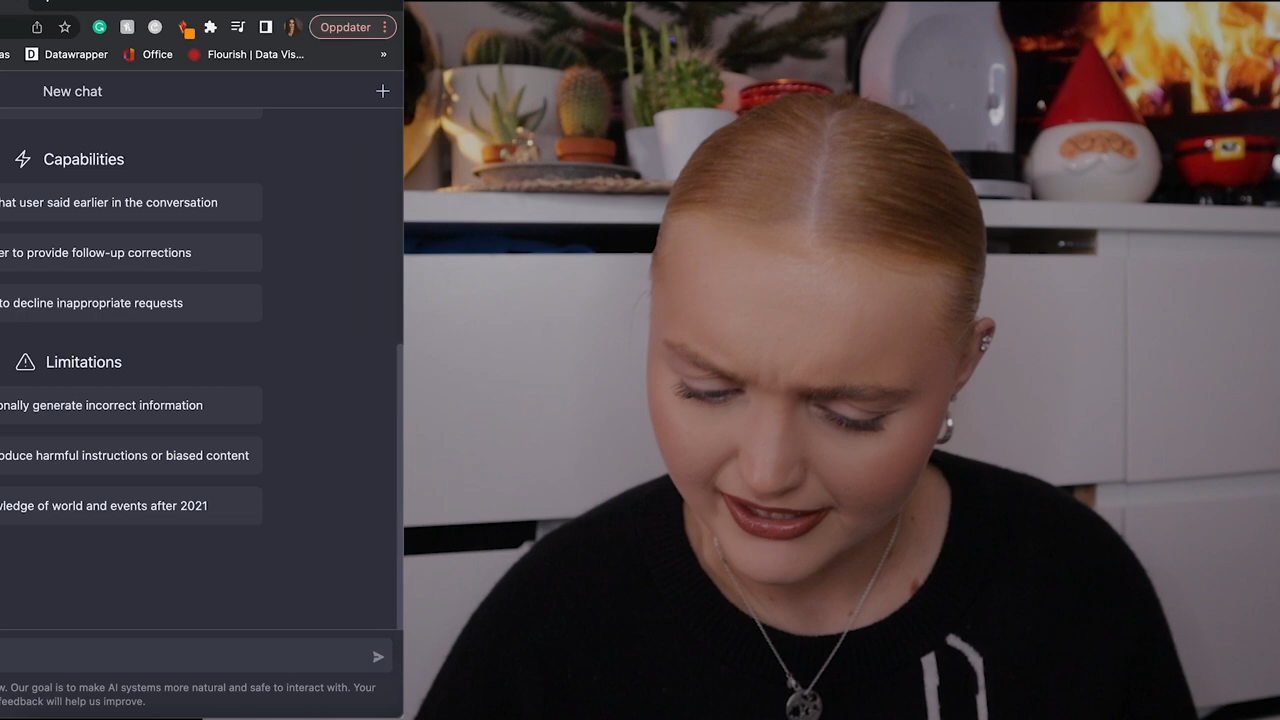 Oppdater
as
Datawrapper
Office
Flourish | Data Vis...
»
New chat
Capabilities
hat user said earlier in the conversation
er to provide follow-up corrections
to decline inappropriate requests
Limitations
onally generate incorrect information
oduce harmful instructions or biased content
ledge of world and events after 2021
w. Our goal is to make AI systems more natural and safe to interact with. Your
feedback will help us improve.